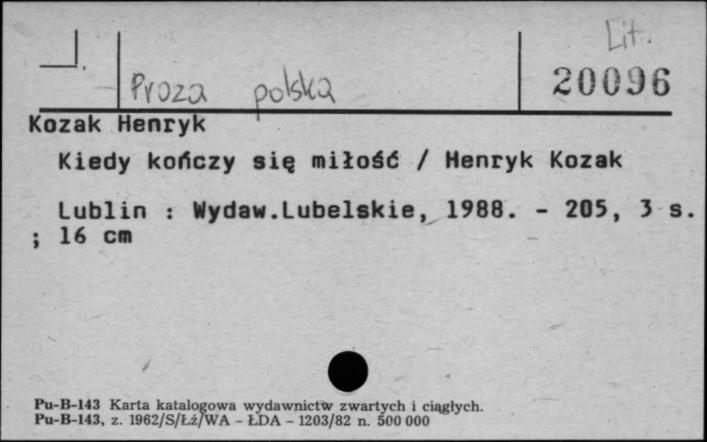 Lit.
Proza polska
20096
Kozak Henryk
Kiedy kończy się miłość / Henryk Kozak
Lublin : Wydaw.Lubelskie, 1988. - 205, 3 s.
; 16 cm
Pu-B-143 Karta katalogowa wydawnictw zwartych i ciągłych.
Pu-B-143, z. 1962/S/Łź/WA - ŁDA - 1203/82 n. 500 000